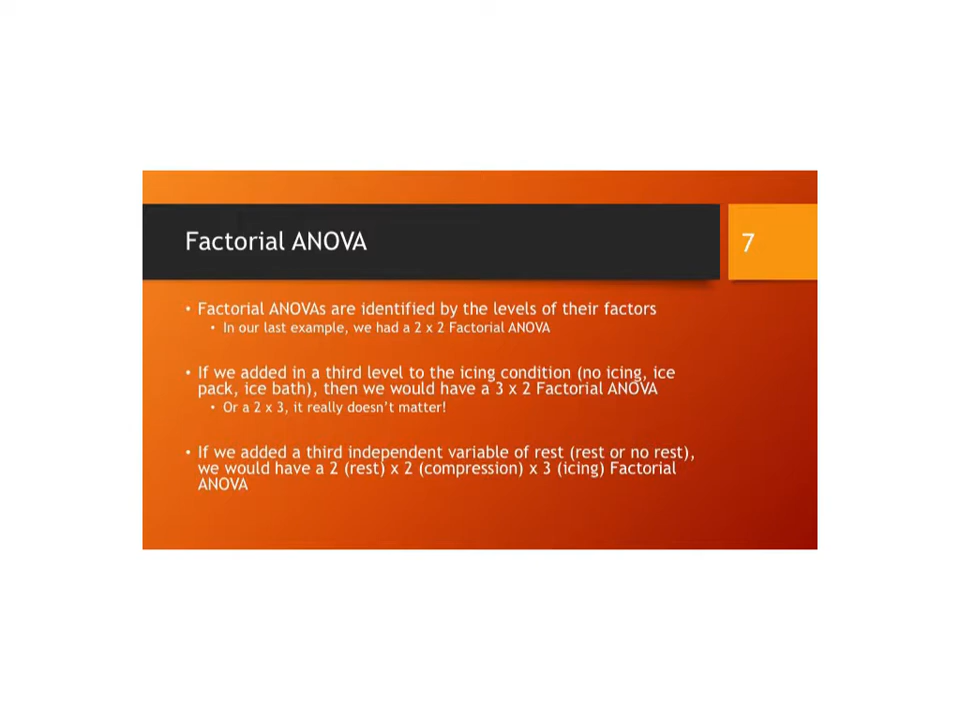 Factorial ANOVA
7
• Factorial ANOVAs are identified by the levels of their factors
• In our last example, we had a 2 x 2 Factorial ANOVA
• If we added in a third level to the icing condition (no icing, ice
pack, ice bath), then we would have a 3 x 2 Factorial ANOVA
• Or a 2 x 3, it really doesn't matter!
• If we added a third independent variable of rest (rest or no rest),
we would have a 2 (rest) x 2 (compression) x 3 (icing) Factorial
ANOVA